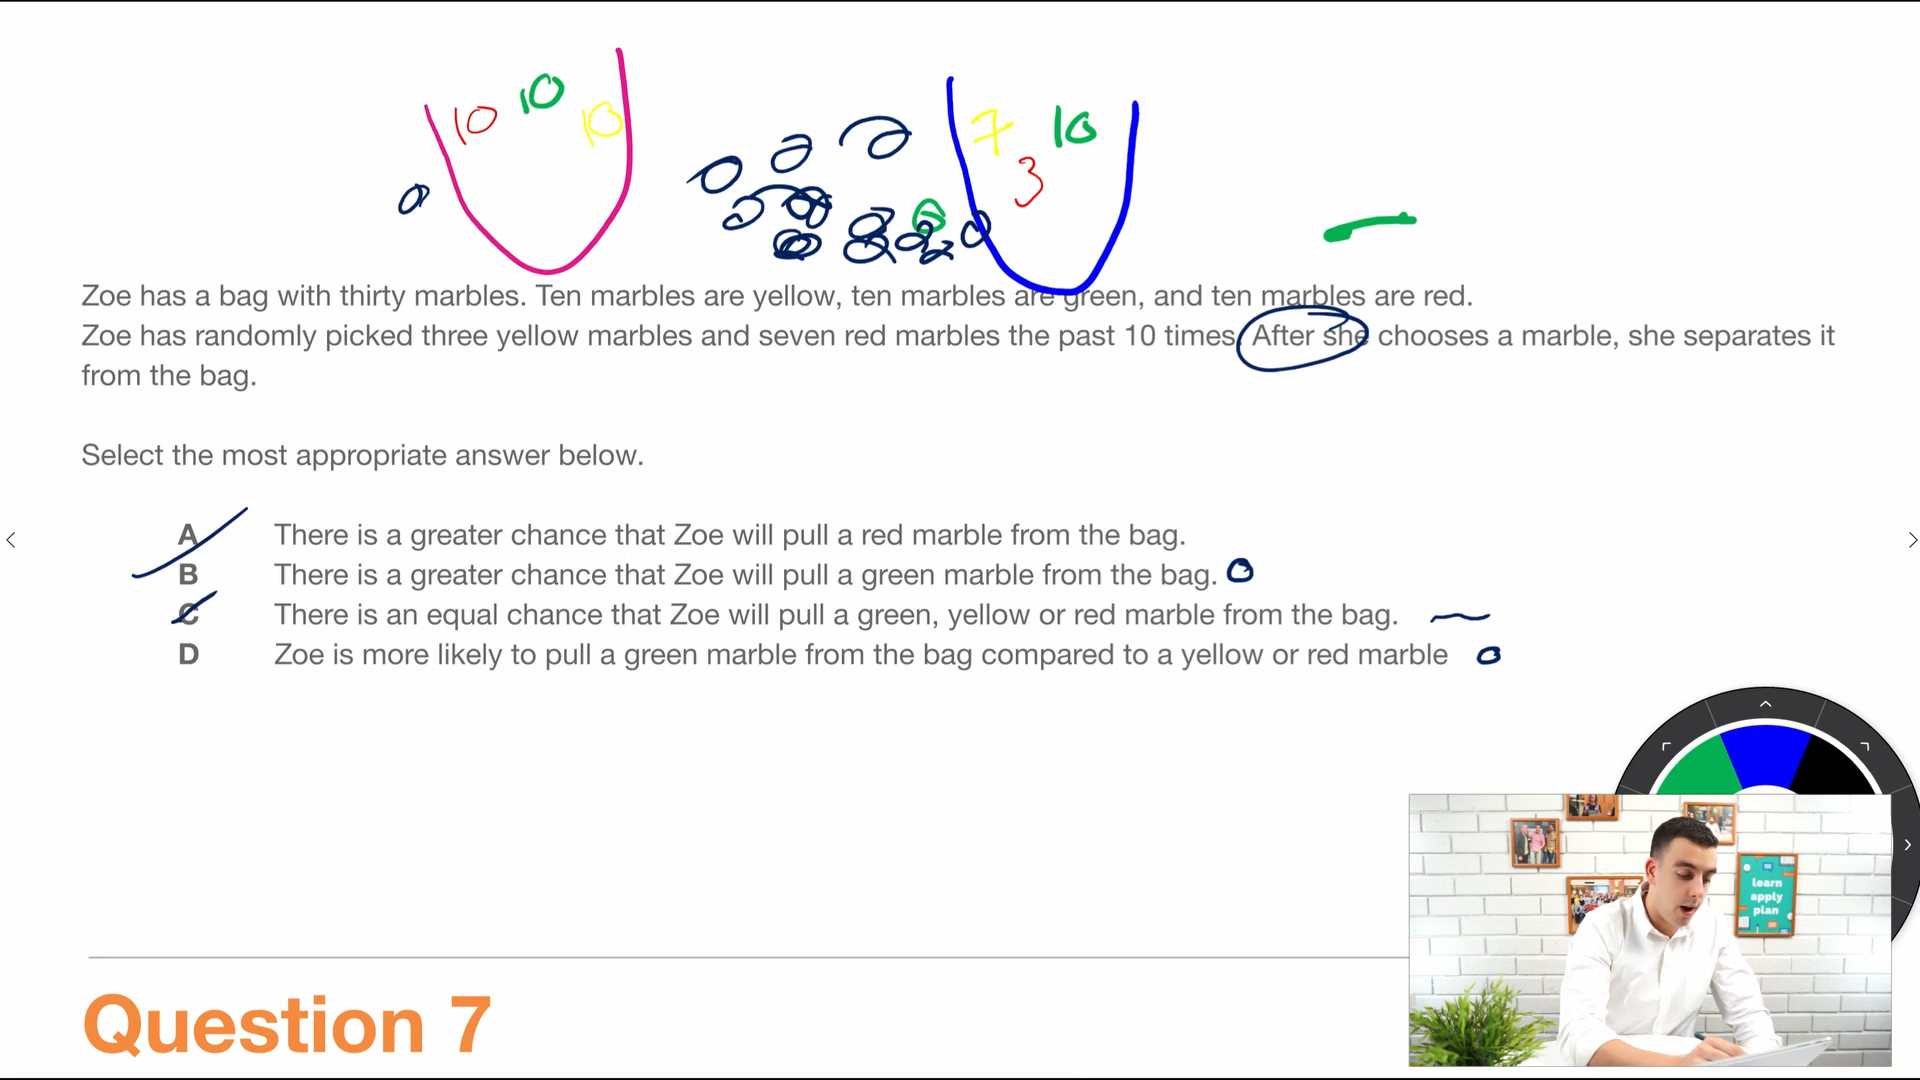 10 10 10
7 10
3
Zoe has a bag with thirty marbles. Ten marbles are yellow, ten marbles are green, and ten marbles are red.
Zoe has randomly picked three yellow marbles and seven red marbles the past 10 times. After she chooses a marble, she separates it
from the bag.
Select the most appropriate answer below.
A There is a greater chance that Zoe will pull a red marble from the bag.
B There is a greater chance that Zoe will pull a green marble from the bag.
C There is an equal chance that Zoe will pull a green, yellow or red marble from the bag.
D Zoe is more likely to pull a green marble from the bag compared to a yellow or red marble
learn
apply
plan
Question 7